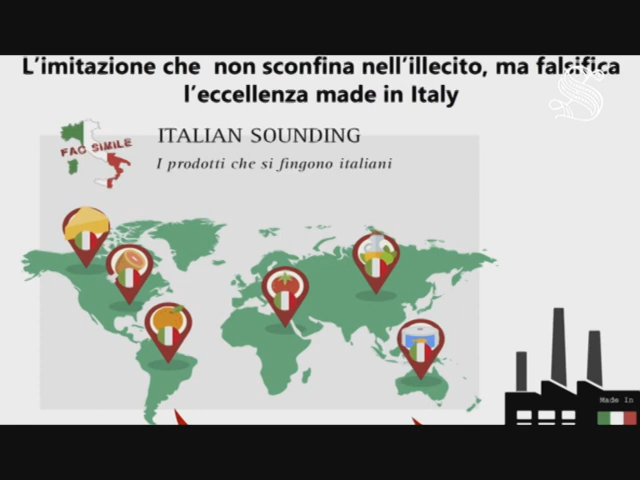 L'imitazione che non sconfina nell'illecito, ma falsifica
l'eccellenza made in Italy
FAC SIMILE
ITALIAN SOUNDING
I prodotti che si fingono italiani
Made In